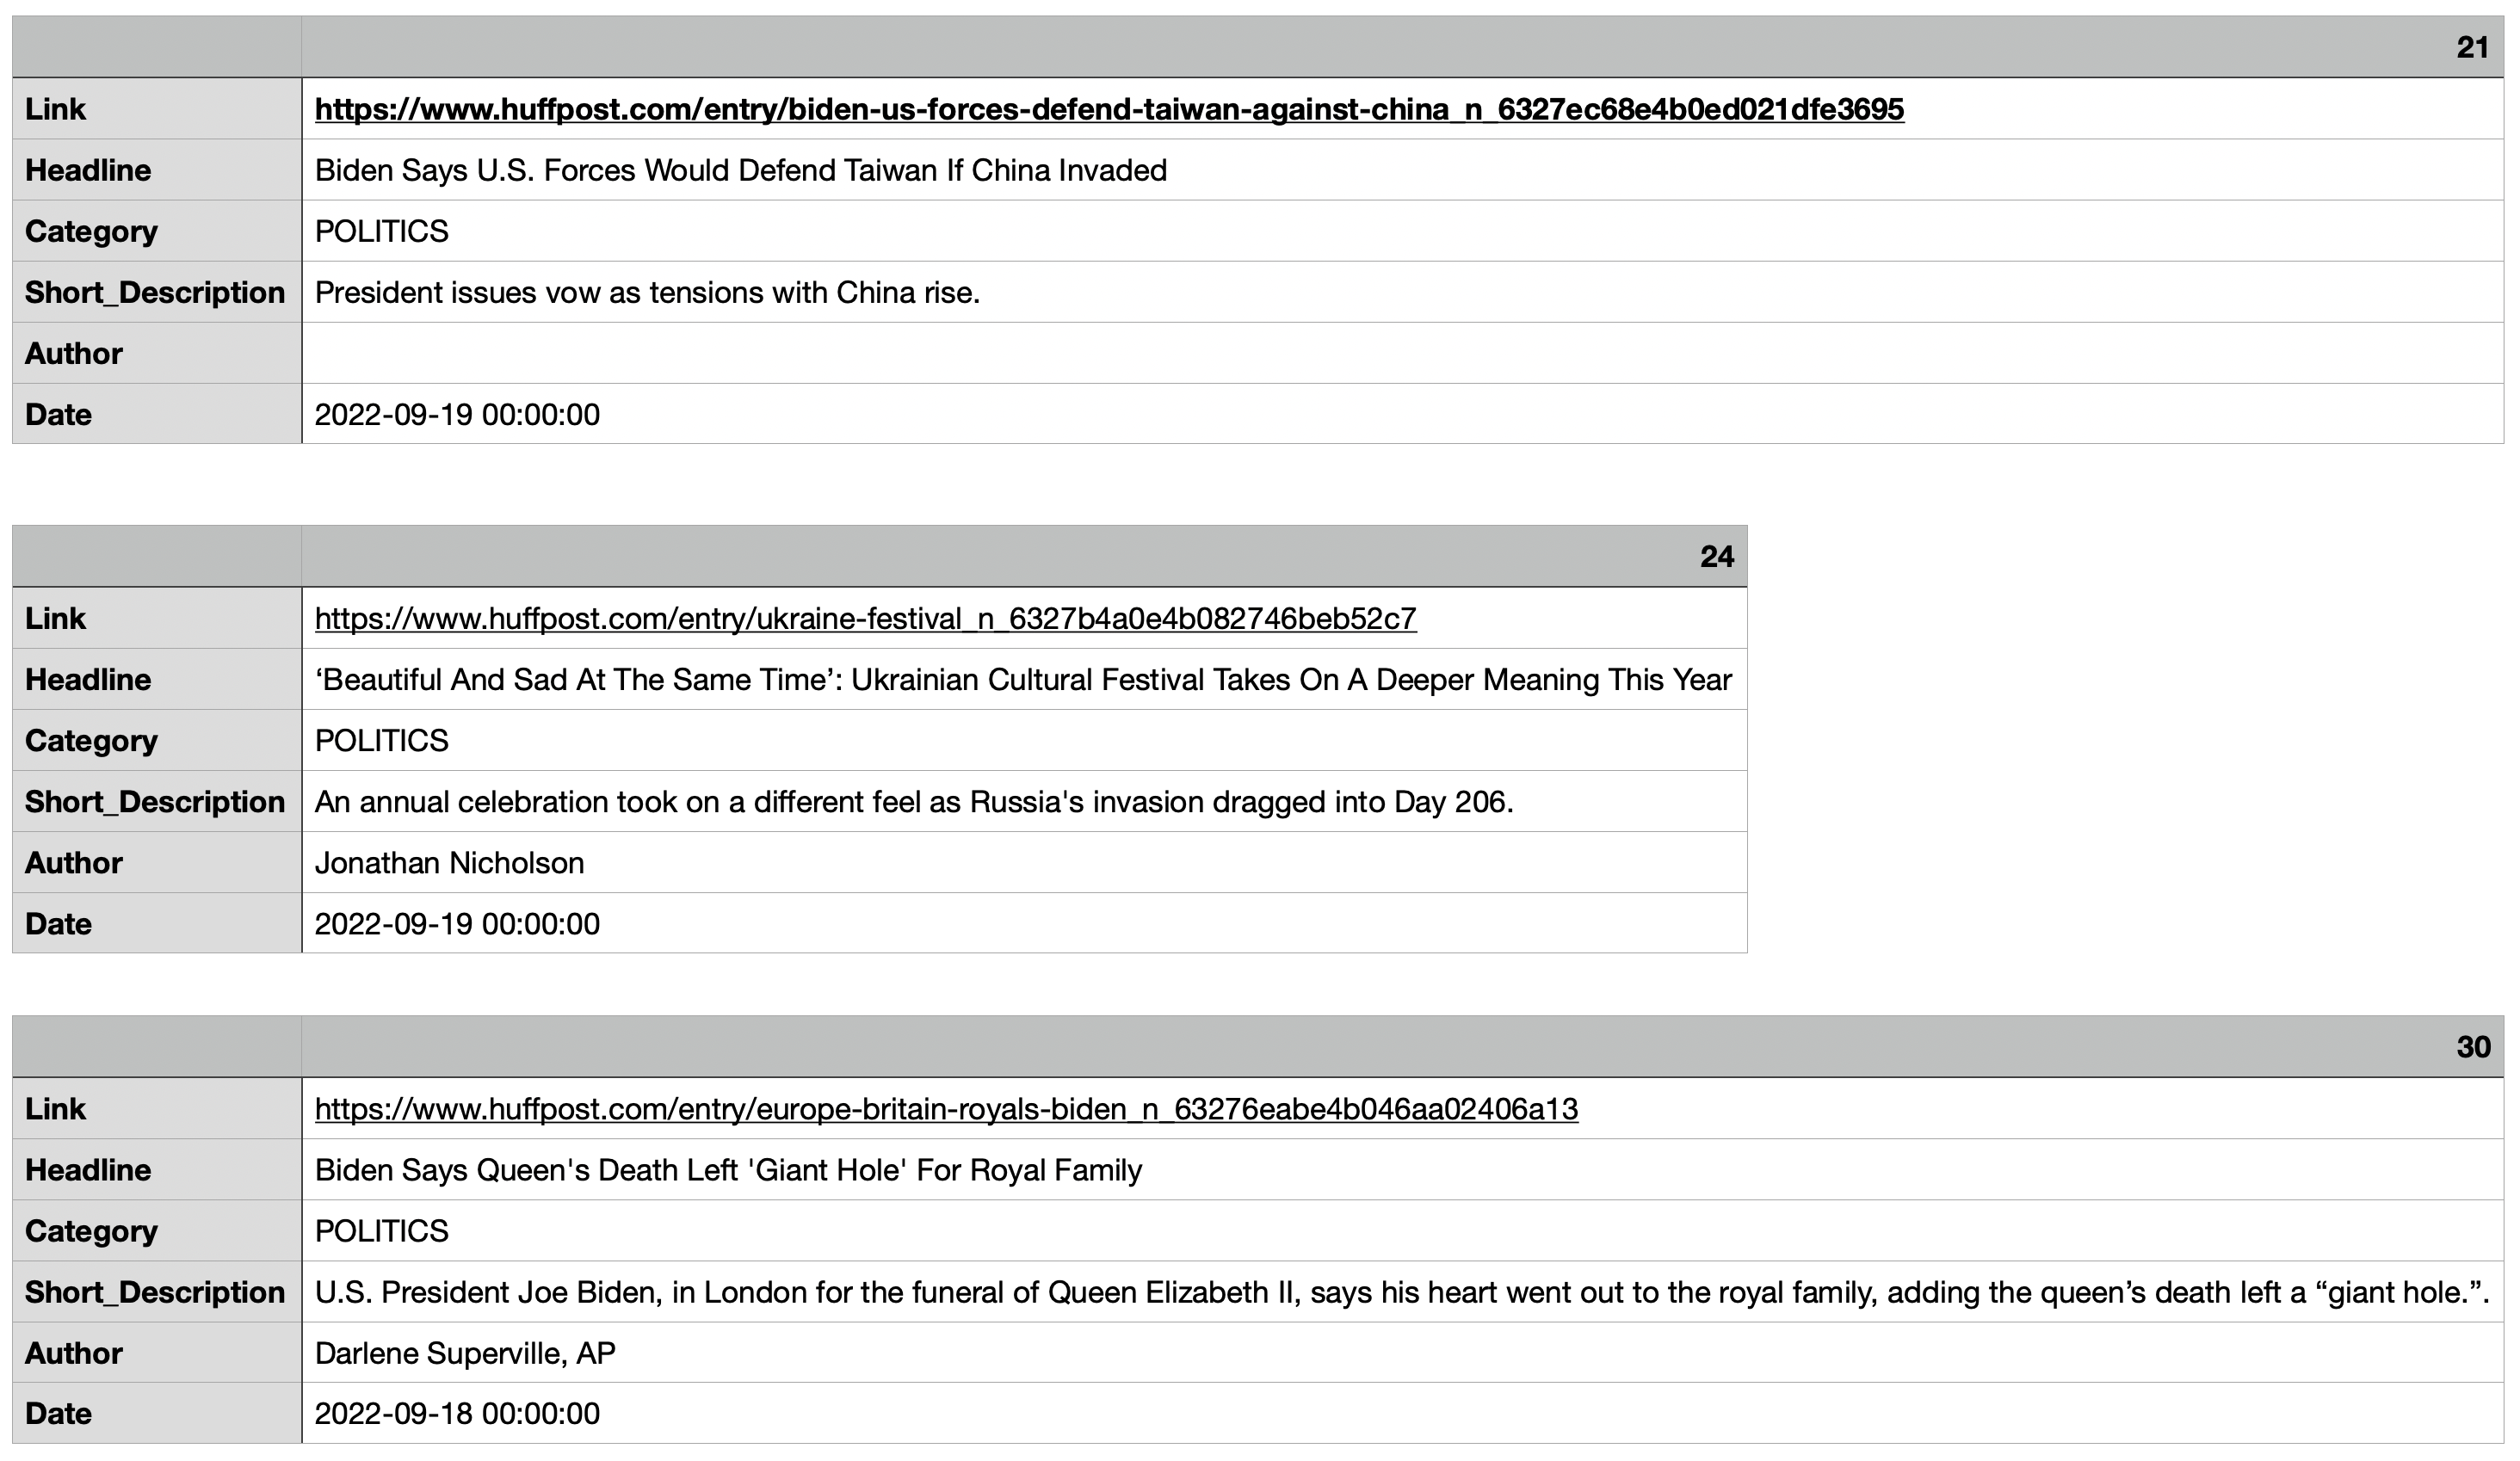 21
Link https://www.huffpost.com/entry/biden-us-forces-defend-taiwan-against-china_n_6327ec68e4b0ed021dfe3695
Headline Biden Says U.S. Forces Would Defend Taiwan If China Invaded
Category POLITICS
Short_Description President issues vow as tensions with China rise.
Author
Date 2022-09-19 00:00:00
24
Link https://www.huffpost.com/entry/ukraine-festival_n_6327b4a0e4b082746beb52c7
Headline ‘Beautiful And Sad At The Same Time’: Ukrainian Cultural Festival Takes On A Deeper Meaning This Year
Category POLITICS
Short_Description An annual celebration took on a different feel as Russia's invasion dragged into Day 206.
Author Jonathan Nicholson
Date 2022-09-19 00:00:00
30
Link https://www.huffpost.com/entry/europe-britain-royals-biden_n_63276eabe4b046aa02406a13
Headline Biden Says Queen's Death Left 'Giant Hole' For Royal Family
Category POLITICS
Short_Description U.S. President Joe Biden, in London for the funeral of Queen Elizabeth II, says his heart went out to the royal family, adding the queen’s death left a “giant hole.”.
Author Darlene Superville, AP
Date 2022-09-18 00:00:00